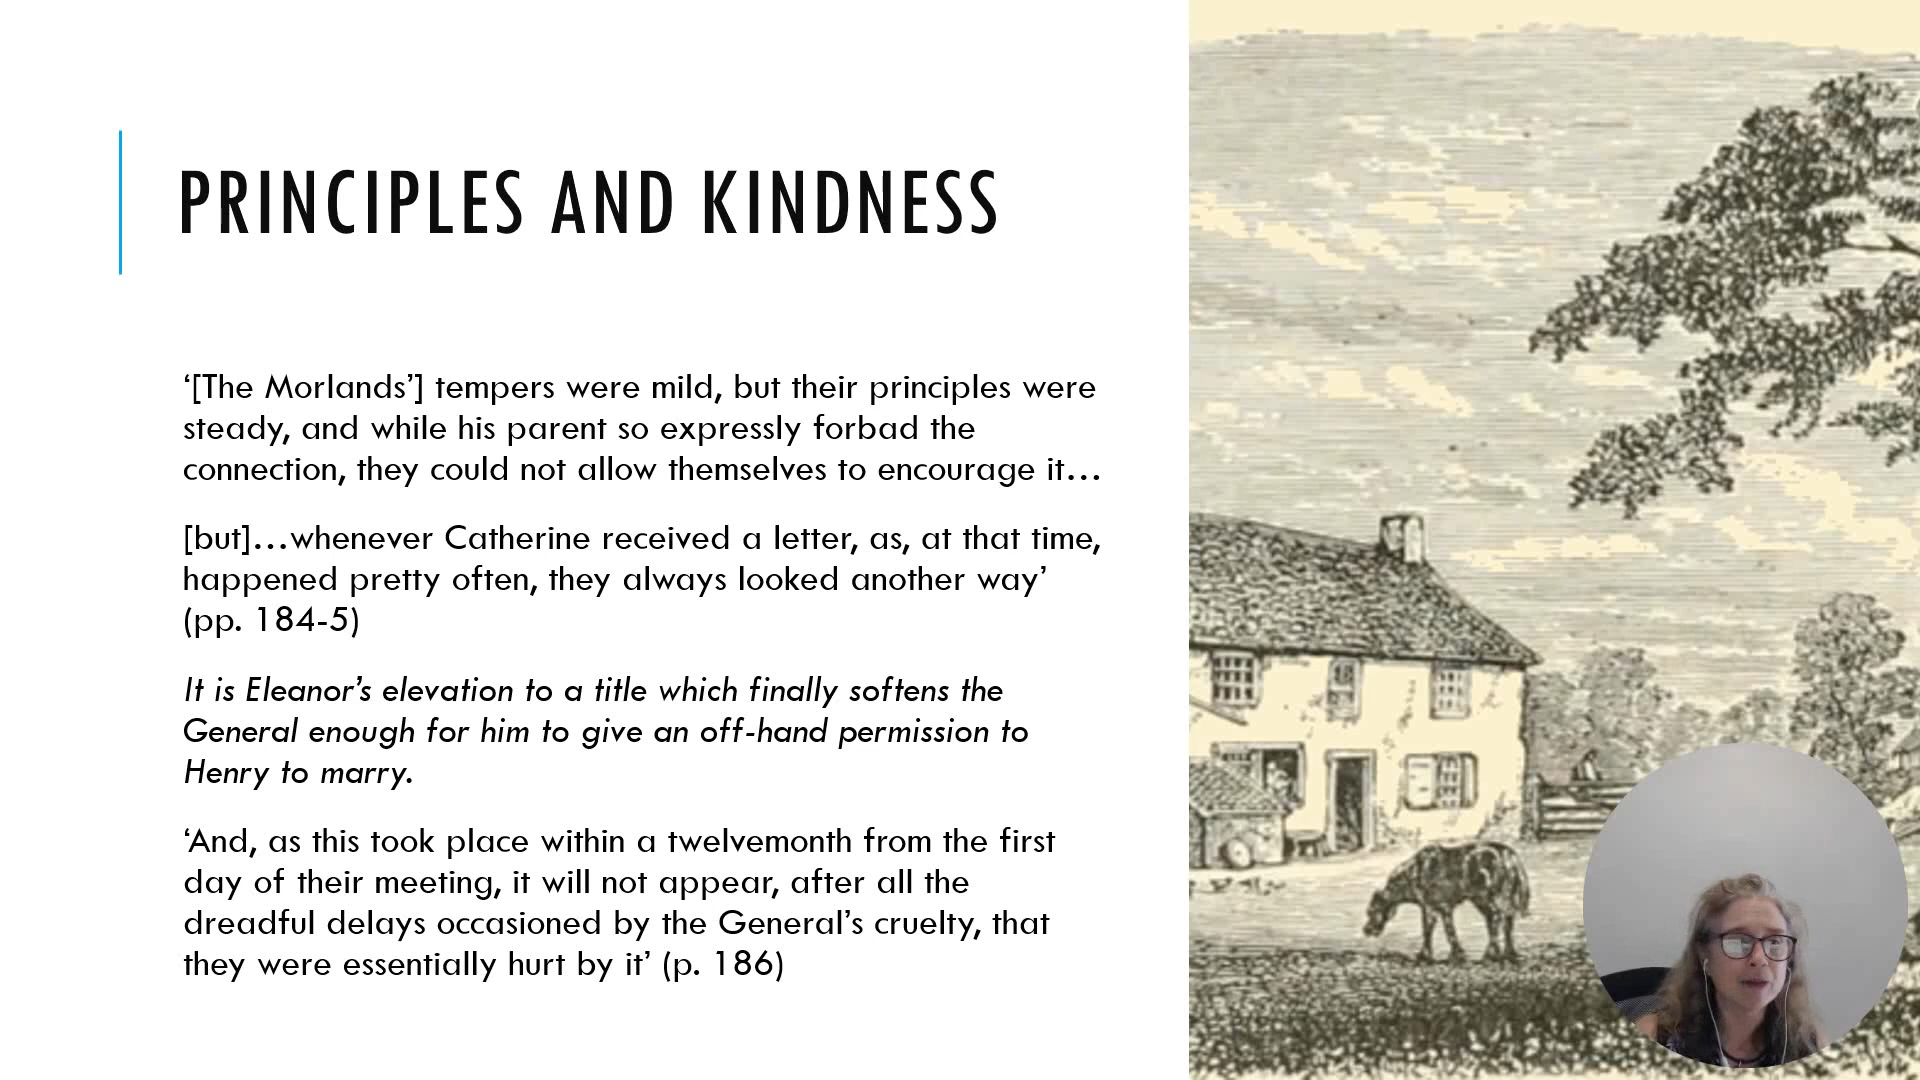 PRINCIPLES AND KINDNESS
‘[The Morlands’] tempers were mild, but their principles were
steady, and while his parent so expressly forbad the
connection, they could not allow themselves to encourage it…
[but]…whenever Catherine received a letter, as, at that time,
happened pretty often, they always looked another way’
(pp. 184-5)
It is Eleanor’s elevation to a title which finally softens the
General enough for him to give an off-hand permission to
Henry to marry.
‘And, as this took place within a twelvemonth from the first
day of their meeting, it will not appear, after all the
dreadful delays occasioned by the General’s cruelty, that
they were essentially hurt by it’ (p. 186)